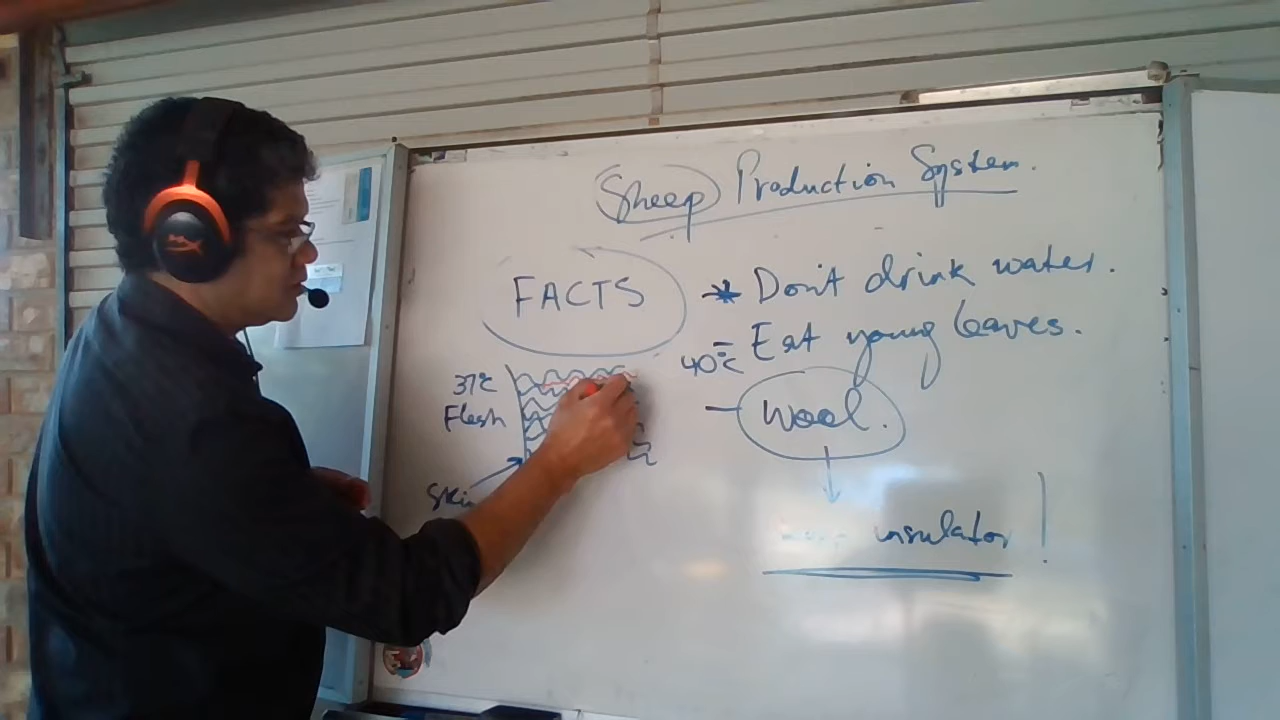 Sheep Production System.
FACTS
* Don't drink water.
- Eat young leaves.
37°C
40°C
Flesh
- Wool.
Skin
insulator